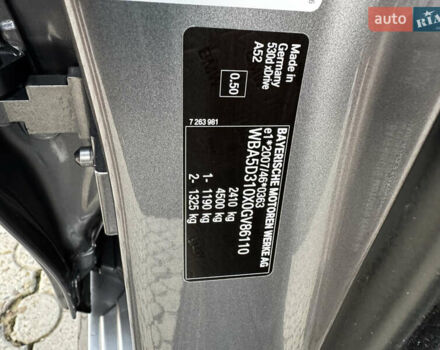 AUTO RIA
BAYERISCHE MOTOREN WERKE AG
e1*2007/46*0363
WBA5D310X0GV86110
2410 kg
4500 kg
1- 1190 kg
2- 1325 kg
Made in
Germany
530d xDrive
A52
0.50
7 263 981